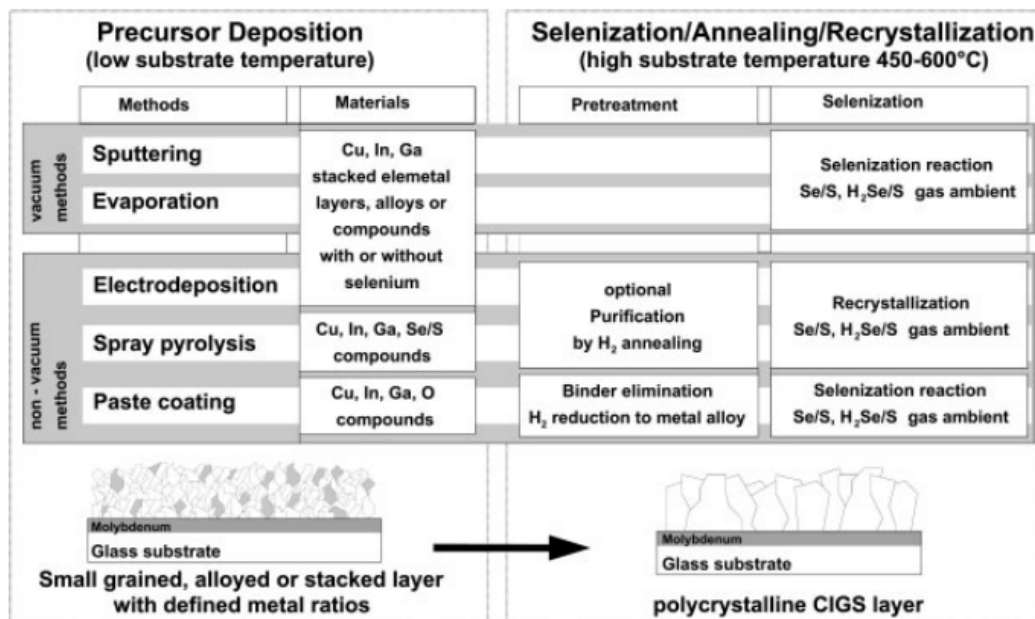 Precursor Deposition
(low substrate temperature)
Selenization/Annealing/Recrystallization
(high substrate temperature 450-600°C)
Methods
Materials
Pretreatment
Selenization
vacuum
methods
Sputtering
Evaporation
Cu, In, Ga
stacked elemetal
layers, alloys or
compounds
with or without
selenium
Selenization reaction
Se/S, H₂Se/S gas ambient
non - vacuum
methods
Electrodeposition
Spray pyrolysis
Cu, In, Ga, Se/S
compounds
optional
Purification
by H₂ annealing
Recrystallization
Se/S, H₂Se/S gas ambient
Paste coating
Cu, In, Ga, O
compounds
Binder elimination
H₂ reduction to metal alloy
Selenization reaction
Se/S, H₂Se/S gas ambient
Molybdenum
Glass substrate
Small grained, alloyed or stacked layer
with defined metal ratios
Molybdenum
Glass substrate
polycrystalline CIGS layer